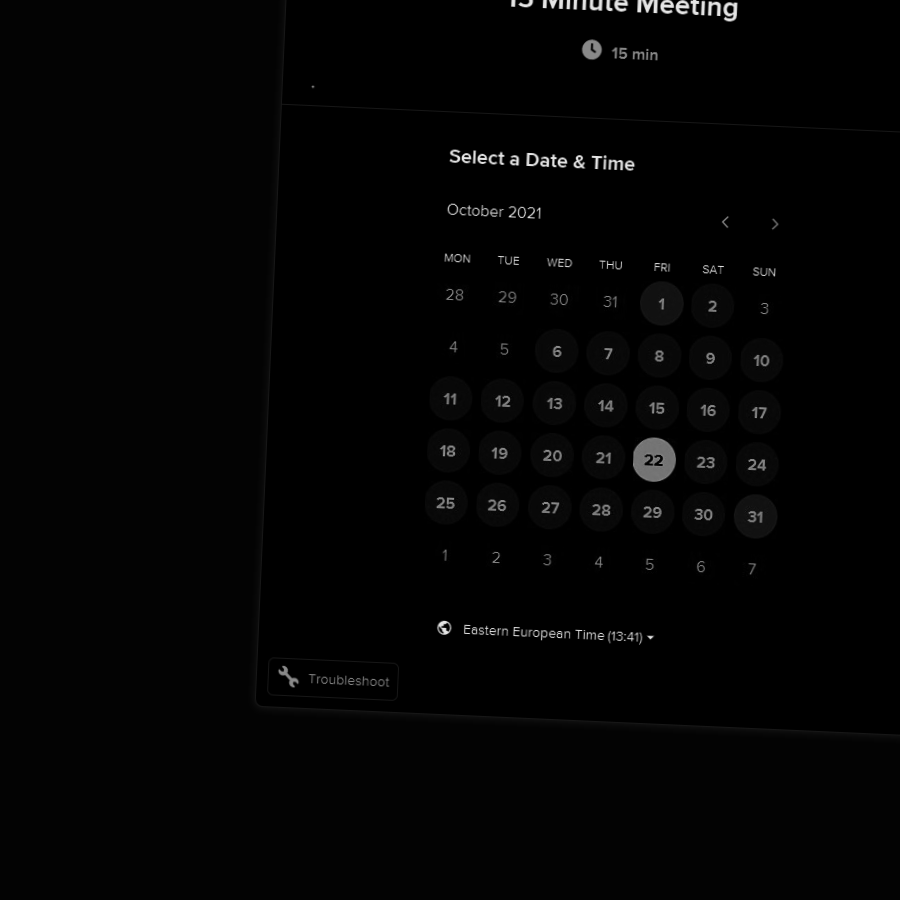 15 Minute Meeting
15 min
Select a Date & Time
October 2021
MON TUE WED THU FRI SAT SUN
28 29 30 31 1 2 3
4 5 6 7 8 9 10
11 12 13 14 15 16 17
18 19 20 21 22 23 24
25 26 27 28 29 30 31
1 2 3 4 5 6 7
Eastern European Time (13:41)
Troubleshoot